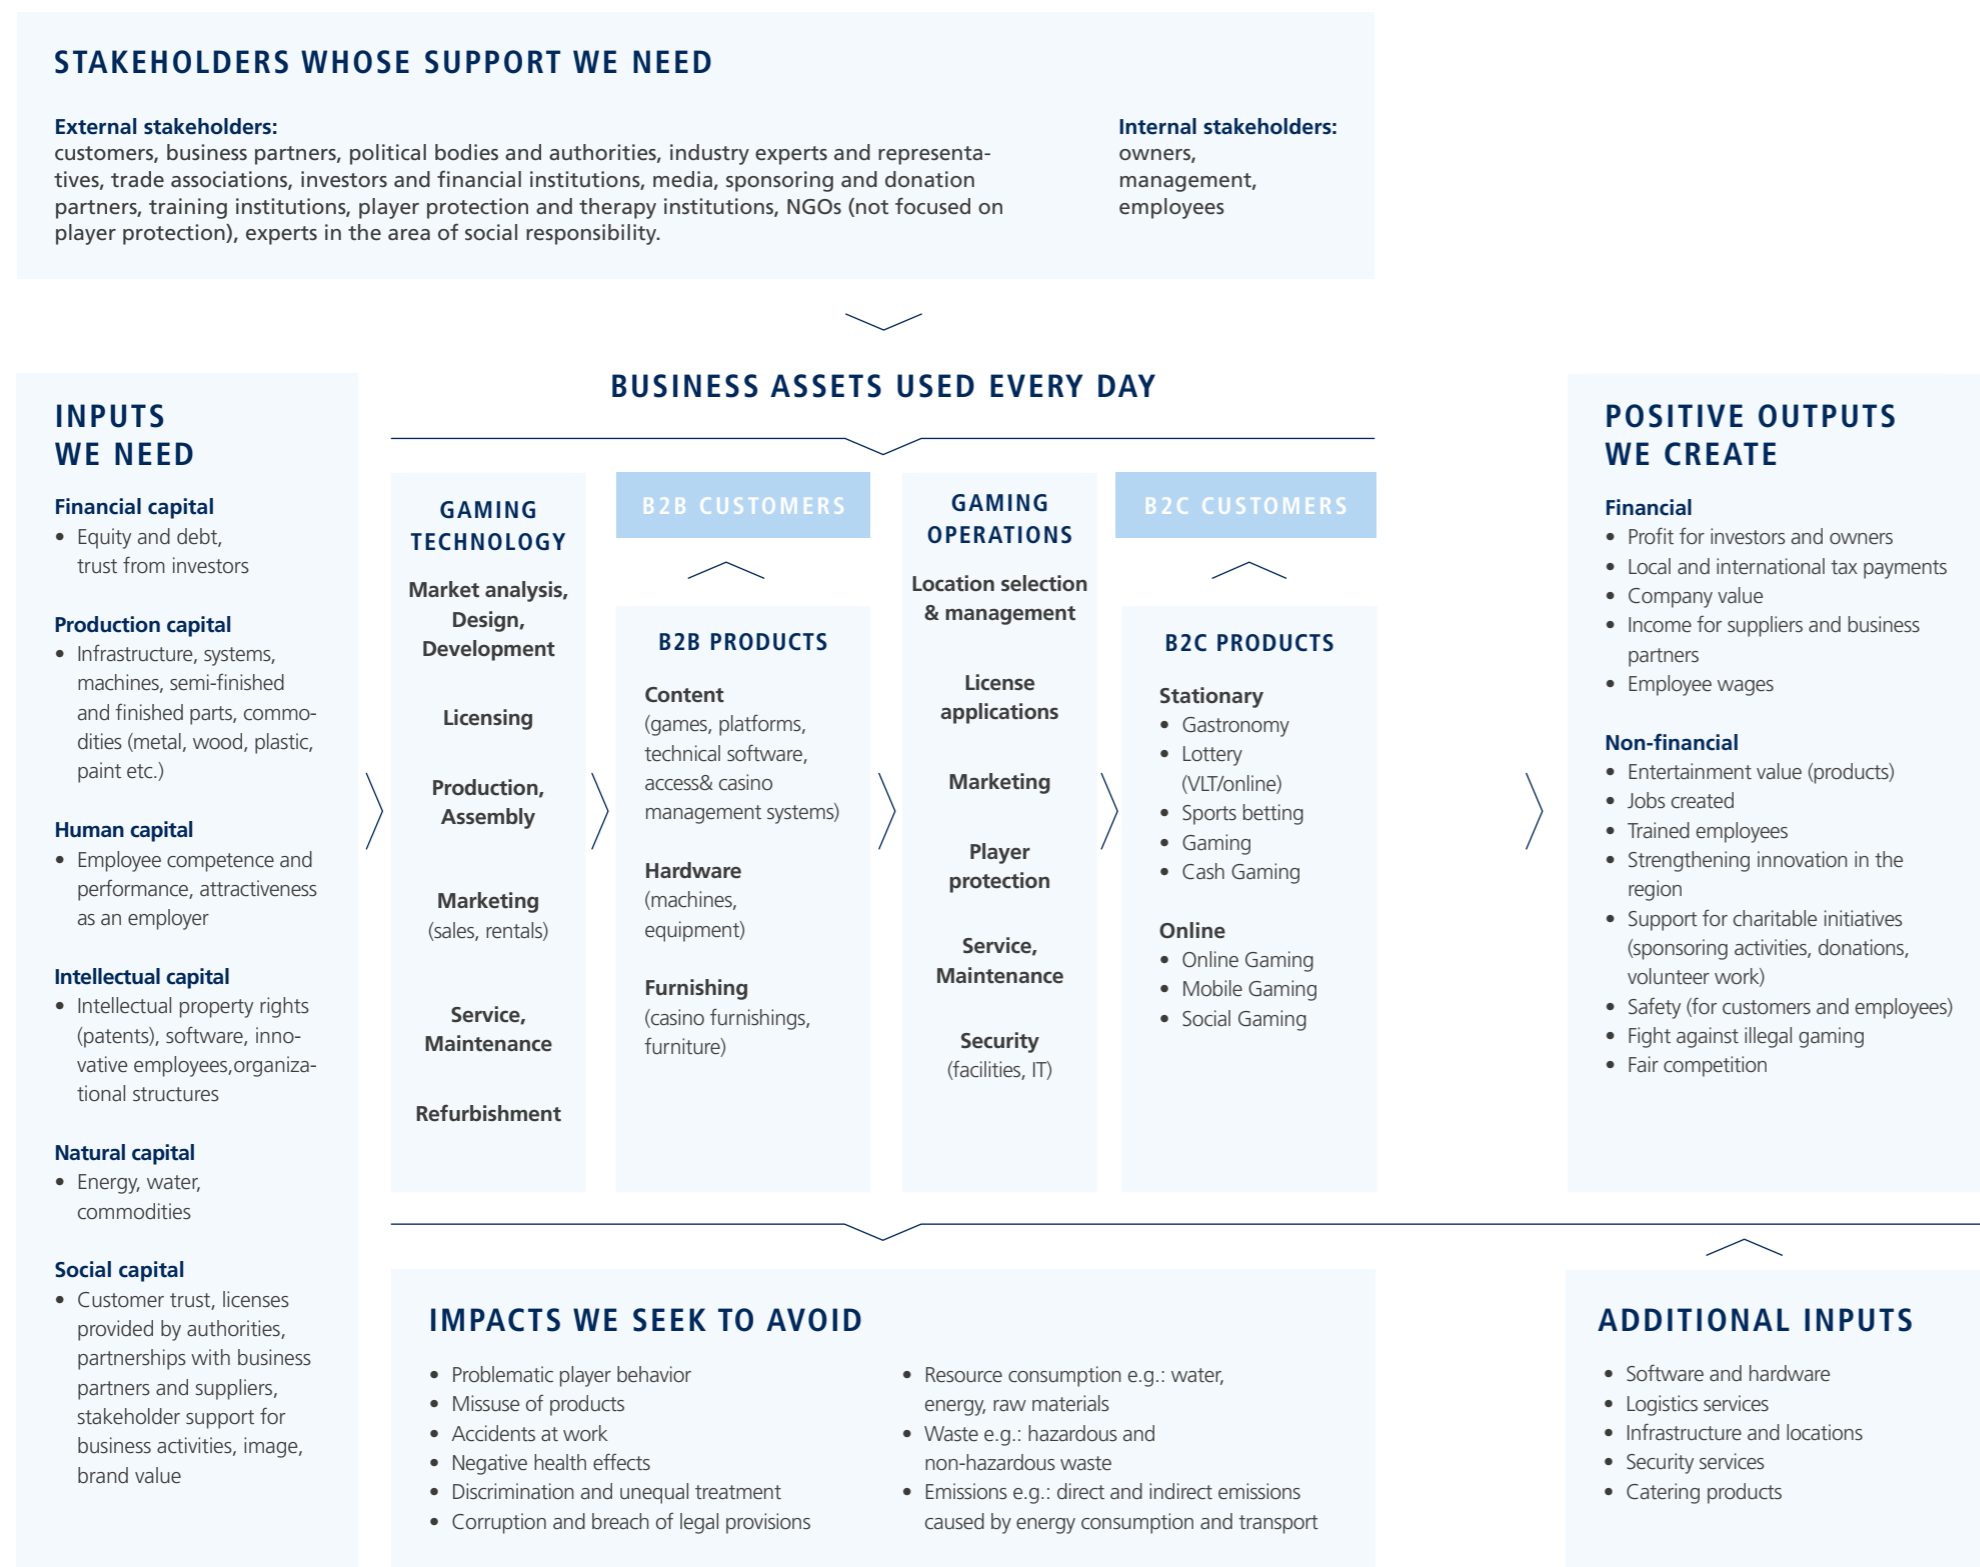 STAKEHOLDERS WHOSE SUPPORT WE NEED
External stakeholders:
customers, business partners, political bodies and authorities, industry experts and representa-
tives, trade associations, investors and financial institutions, media, sponsoring and donation
partners, training institutions, player protection and therapy institutions, NGOs (not focused on
player protection), experts in the area of social responsibility.
Internal stakeholders:
owners,
management,
employees
INPUTS
WE NEED
Financial capital
• Equity and debt,
trust from investors
Production capital
• Infrastructure, systems,
machines, semi-finished
and finished parts, commo-
dities (metal, wood, plastic,
paint etc.)
Human capital
• Employee competence and
performance, attractiveness
as an employer
Intellectual capital
• Intellectual property rights
(patents), software, inno-
vative employees,organiza-
tional structures
Natural capital
• Energy, water,
commodities
Social capital
• Customer trust, licenses
provided by authorities,
partnerships with business
partners and suppliers,
stakeholder support for
business activities, image,
brand value
BUSINESS ASSETS USED EVERY DAY
GAMING
TECHNOLOGY
Market analysis,
Design,
Development
Licensing
Production,
Assembly
Marketing
(sales, rentals)
Service,
Maintenance
Refurbishment
B2B CUSTOMERS
B2B PRODUCTS
Content
(games, platforms,
technical software,
access& casino
management systems)
Hardware
(machines,
equipment)
Furnishing
(casino furnishings,
furniture)
GAMING
OPERATIONS
Location selection
& management
License
applications
Marketing
Player
protection
Service,
Maintenance
Security
(facilities, IT)
B2C CUSTOMERS
B2C PRODUCTS
Stationary
• Gastronomy
• Lottery
(VLT/online)
• Sports betting
• Gaming
• Cash Gaming
Online
• Online Gaming
• Mobile Gaming
• Social Gaming
POSITIVE OUTPUTS
WE CREATE
Financial
• Profit for investors and owners
• Local and international tax payments
• Company value
• Income for suppliers and business
partners
• Employee wages
Non-financial
• Entertainment value (products)
• Jobs created
• Trained employees
• Strengthening innovation in the
region
• Support for charitable initiatives
(sponsoring activities, donations,
volunteer work)
• Safety (for customers and employees)
• Fight against illegal gaming
• Fair competition
IMPACTS WE SEEK TO AVOID
• Problematic player behavior
• Missuse of products
• Accidents at work
• Negative health effects
• Discrimination and unequal treatment
• Corruption and breach of legal provisions
• Resource consumption e.g.: water,
energy, raw materials
• Waste e.g.: hazardous and
non-hazardous waste
• Emissions e.g.: direct and indirect emissions
caused by energy consumption and transport
ADDITIONAL INPUTS
• Software and hardware
• Logistics services
• Infrastructure and locations
• Security services
• Catering products